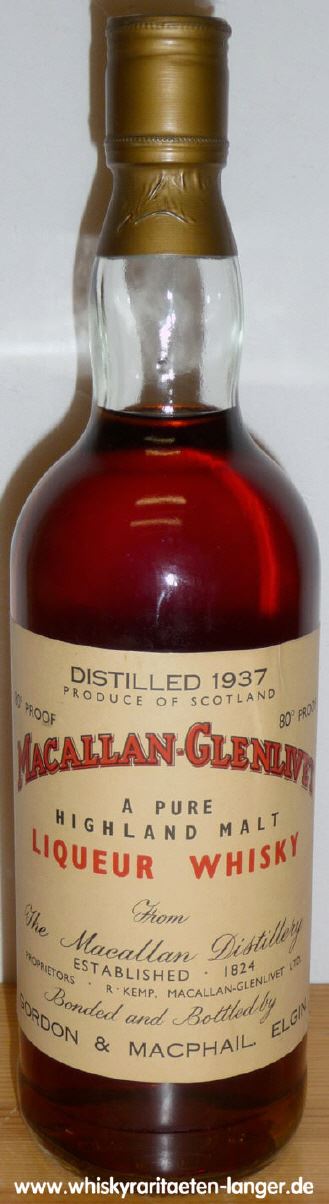 DISTILLED 1937
PRODUCE OF SCOTLAND
80° PROOF 80° PROOF
MACALLAN-GLENLIVET
A PURE
HIGHLAND MALT
LIQUEUR WHISKY
From
The Macallan Distillery
ESTABLISHED · 1824
PROPRIETORS · R · KEMP, MACALLAN-GLENLIVET LTD.
Bonded and Bottled by
GORDON & MACPHAIL, ELGIN
www.whiskyraritaeten-langer.de